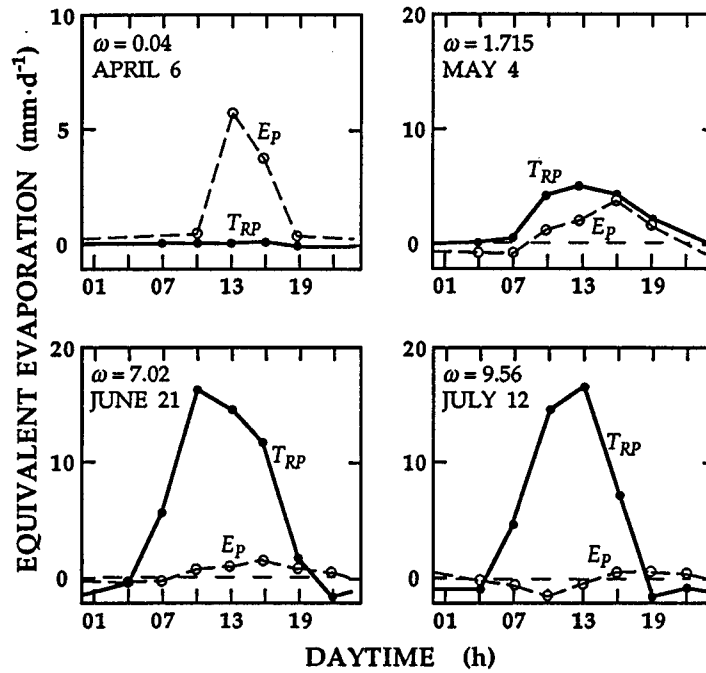 EQUIVALENT EVAPORATION (mm·d⁻¹)
10
5
0
ω = 0.04
APRIL 6
E_P
T_RP
01 07 13 19
20
10
0
ω = 1.715
MAY 4
T_RP
E_P
01 07 13 19
20
10
0
ω = 7.02
JUNE 21
T_RP
E_P
01 07 13 19
20
10
0
ω = 9.56
JULY 12
T_RP
E_P
01 07 13 19
DAYTIME (h)